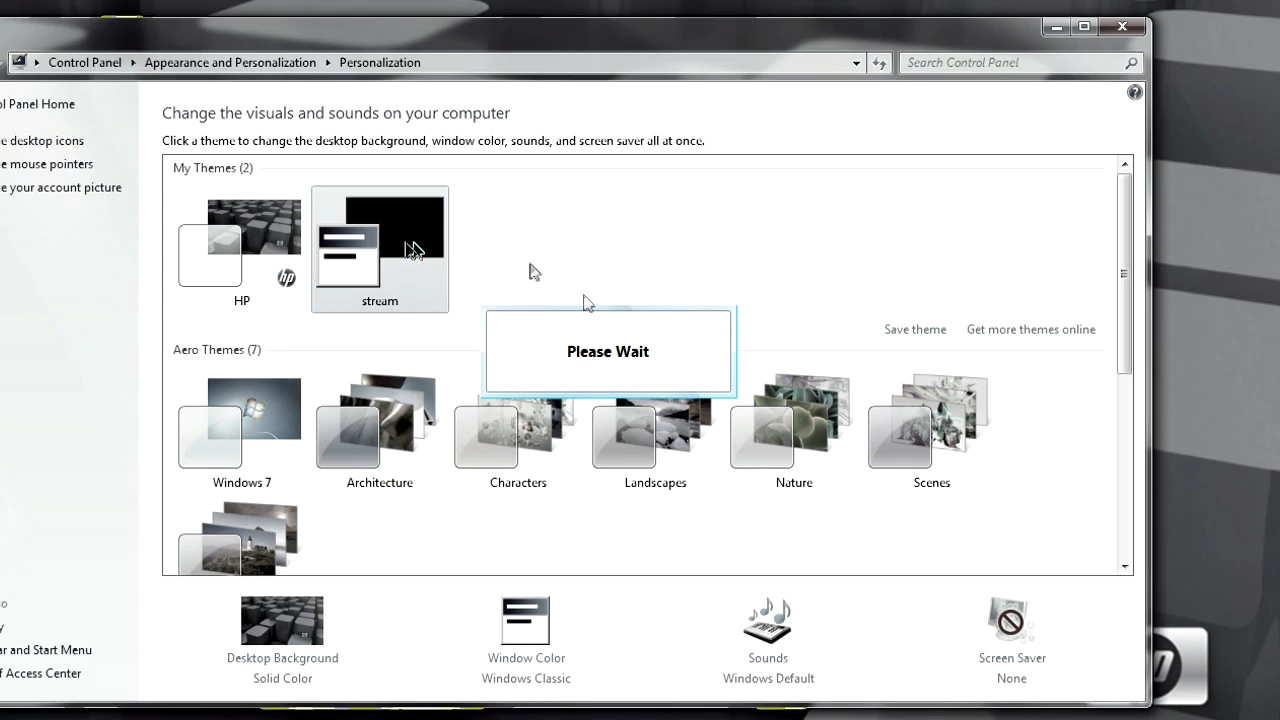 Control Panel
Appearance and Personalization
Personalization
Search Control Panel
ol Panel Home
e desktop icons
e mouse pointers
e your account picture
Change the visuals and sounds on your computer
Click a theme to change the desktop background, window color, sounds, and screen saver all at once.
My Themes (2)
hp
HP
stream
Save theme
Get more themes online
Aero Themes (7)
Please Wait
Windows 7
Architecture
Characters
Landscapes
Nature
Scenes
so
y
ar and Start Menu
f Access Center
Desktop Background
Solid Color
Window Color
Windows Classic
Sounds
Windows Default
Screen Saver
None